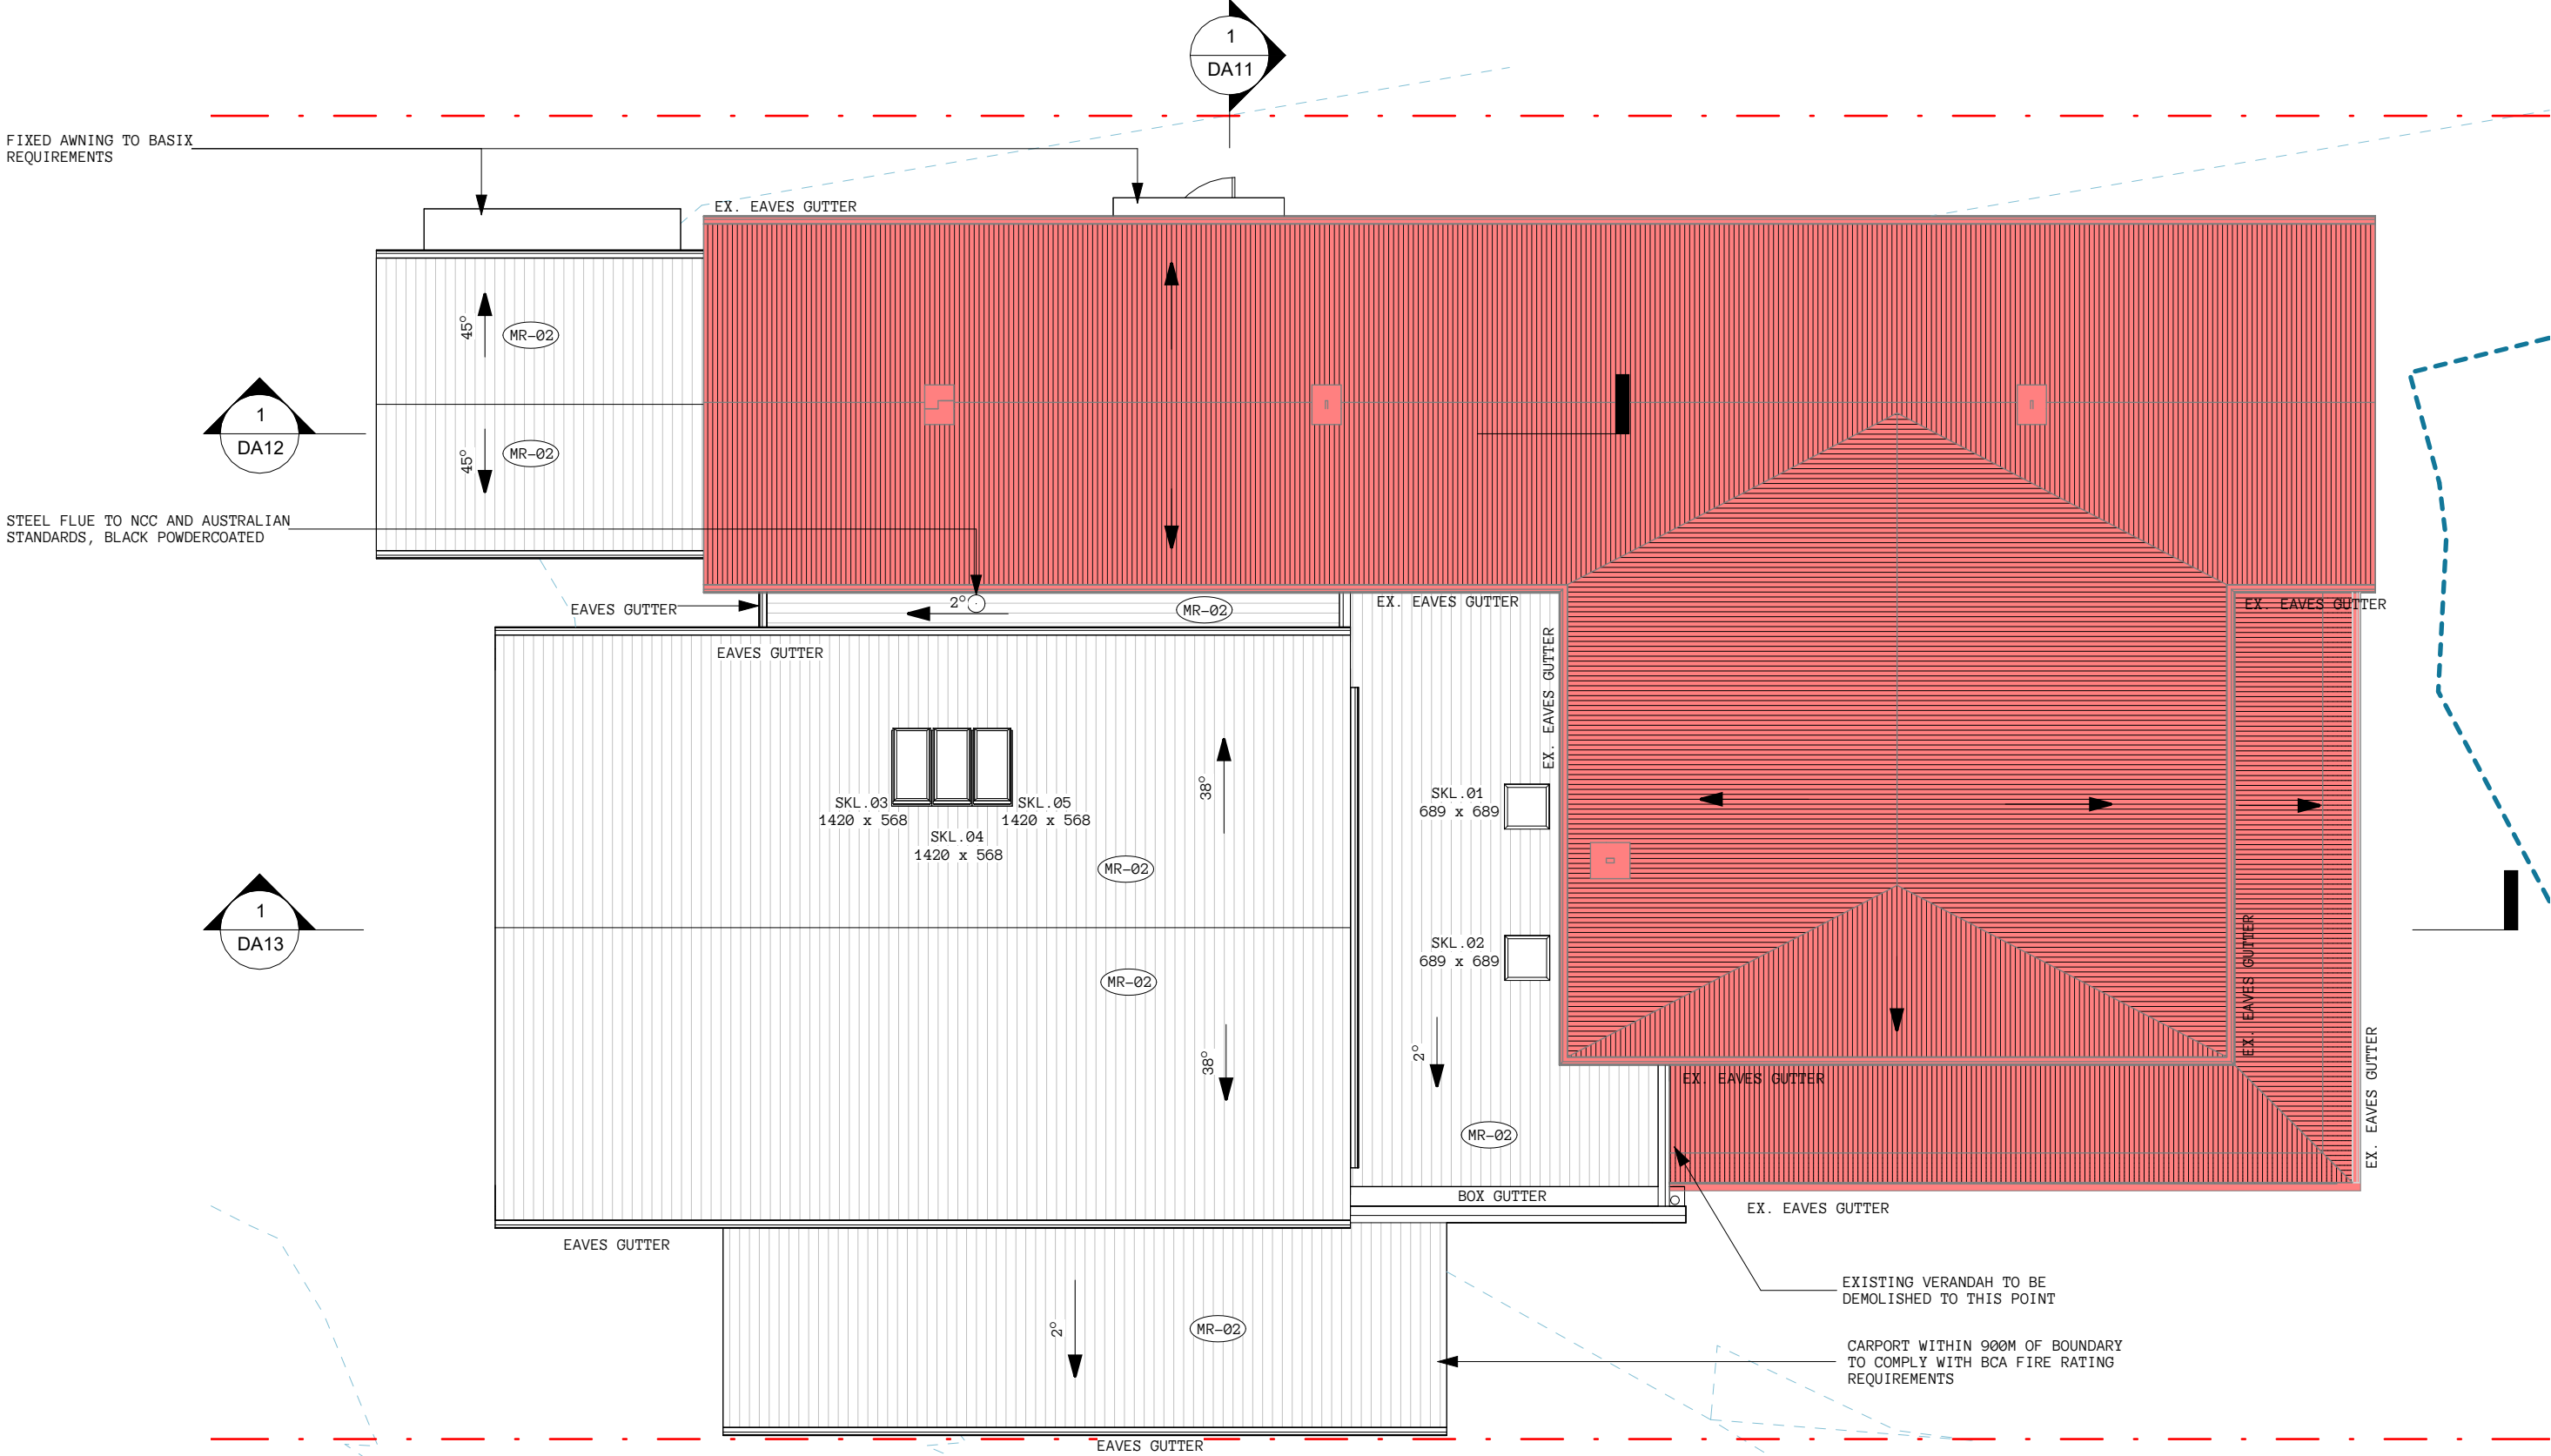 1
DA11
FIXED AWNING TO BASIX
REQUIREMENTS
EX. EAVES GUTTER
45°
MR-02
1
DA12
45°
MR-02
STEEL FLUE TO NCC AND AUSTRALIAN
STANDARDS, BLACK POWDERCOATED
EAVES GUTTER
2°
MR-02
EX. EAVES GUTTER
EX. EAVES GUTTER
EAVES GUTTER
EX. EAVES GUTTER
SKL.03
1420 x 568
SKL.04
1420 x 568
SKL.05
1420 x 568
38°
SKL.01
689 x 689
MR-02
1
DA13
MR-02
SKL.02
689 x 689
EX. EAVES GUTTER
38°
2°
EX. EAVES GUTTER
EX. EAVES GUTTER
MR-02
BOX GUTTER
EX. EAVES GUTTER
EAVES GUTTER
EXISTING VERANDAH TO BE
DEMOLISHED TO THIS POINT
2°
MR-02
CARPORT WITHIN 900M OF BOUNDARY
TO COMPLY WITH BCA FIRE RATING
REQUIREMENTS
EAVES GUTTER